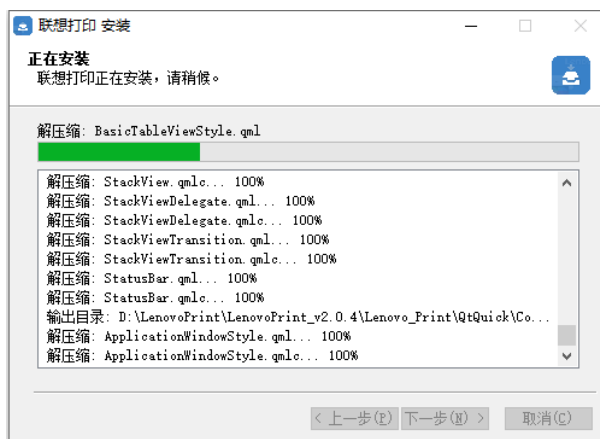 联想打印 安装
正在安装
联想打印正在安装，请稍候。
解压缩: BasicTableViewStyle.qml
解压缩: StackView.qmlc... 100%
解压缩: StackViewDelegate.qml... 100%
解压缩: StackViewDelegate.qmlc... 100%
解压缩: StackViewTransition.qml... 100%
解压缩: StackViewTransition.qmlc... 100%
解压缩: StatusBar.qml... 100%
解压缩: StatusBar.qmlc... 100%
输出目录: D:\LenovoPrint\LenovoPrint_v2.0.4\Lenovo_Print\QtQuick\Co...
解压缩: ApplicationWindowStyle.qml... 100%
解压缩: ApplicationWindowStyle.qmlc... 100%
< 上一步(P) 下一步(N) > 取消(C)